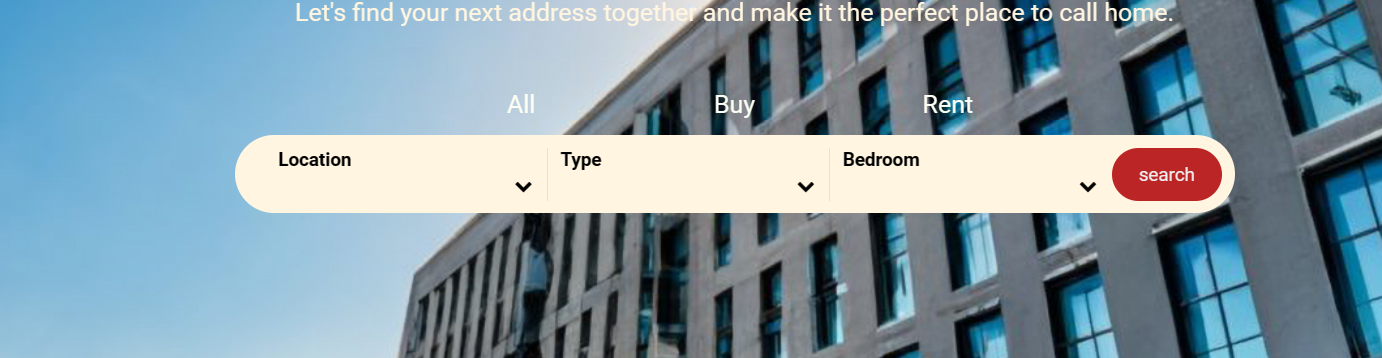 Let's find your next address together and make it the perfect place to call home.
All Buy Rent
Location Type Bedroom search